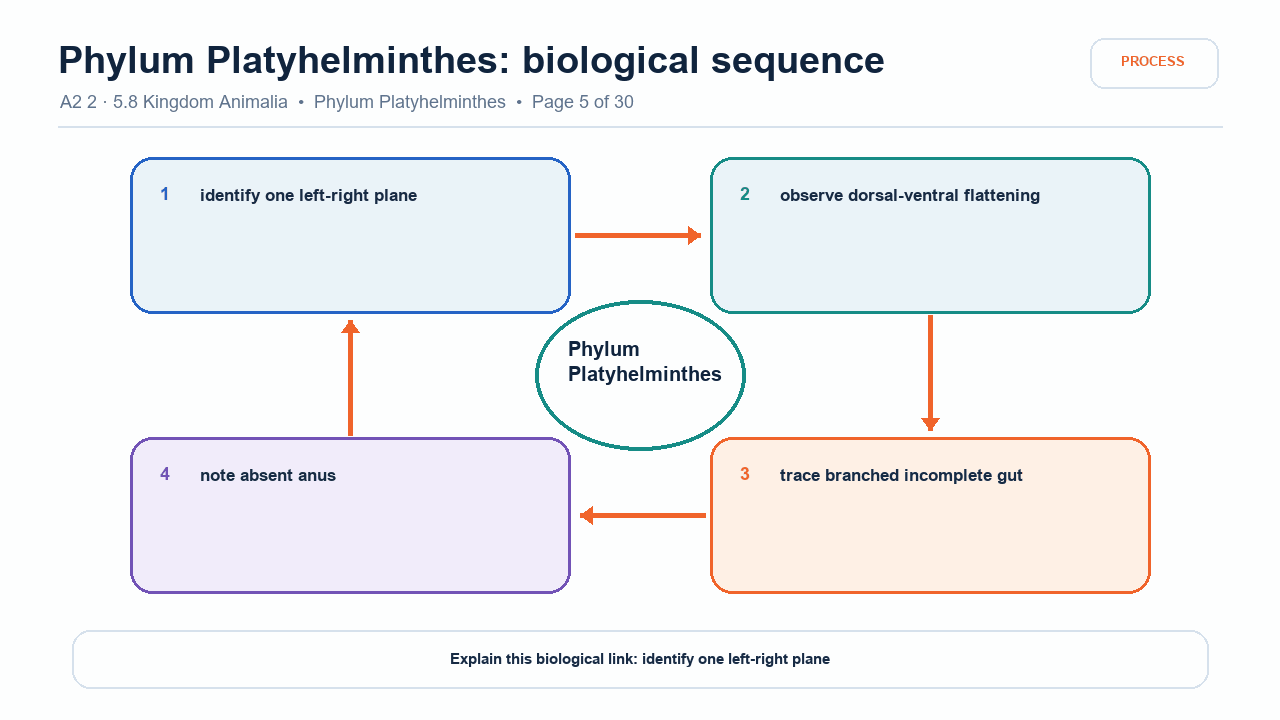 Phylum Platyhelminthes: biological sequence
PROCESS
A2 2 · 5.8 Kingdom Animalia • Phylum Platyhelminthes • Page 5 of 30
1 identify one left-right plane
2 observe dorsal-ventral flattening
Phylum
Platyhelminthes
4 note absent anus
3 trace branched incomplete gut
Explain this biological link: identify one left-right plane